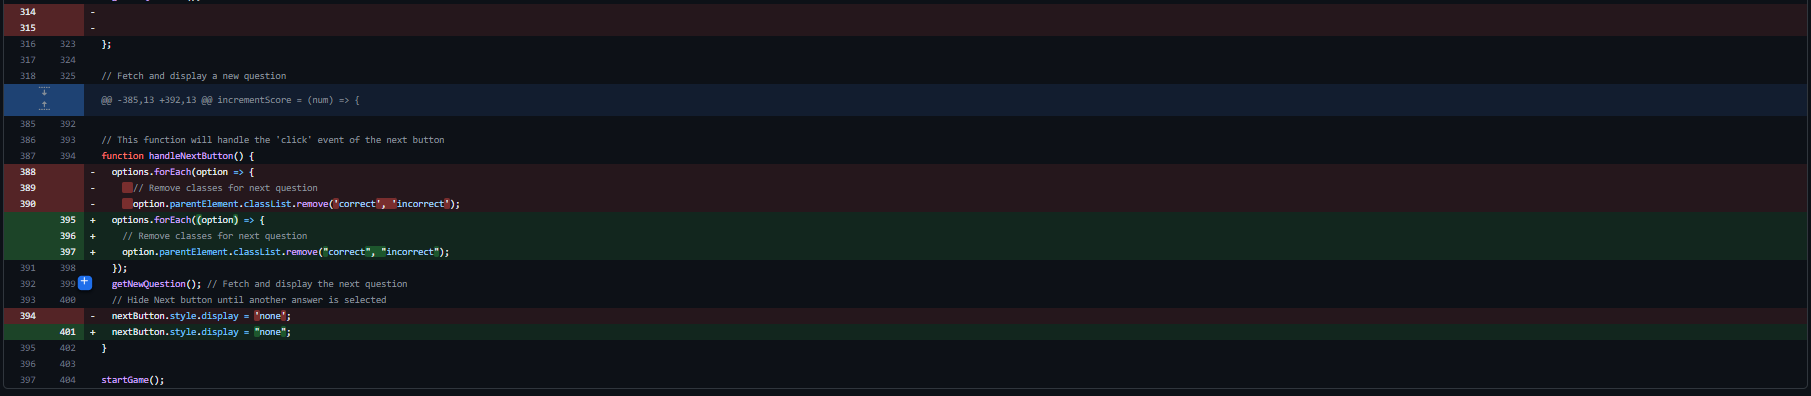 314 -
315 -
316 323 };
317 324
318 325 // Fetch and display a new question
@@ -385,13 +392,13 @@ incrementScore = (num) => {
385 392
386 393 // This function will handle the 'click' event of the next button
387 394 function handleNextButton() {
388 - options.forEach(option => {
389 - // Remove classes for next question
390 - option.parentElement.classList.remove('correct', 'incorrect');
395 + options.forEach((option) => {
396 + // Remove classes for next question
397 + option.parentElement.classList.remove("correct", "incorrect");
391 398 });
392 399 + getNewQuestion(); // Fetch and display the next question
393 400 // Hide Next button until another answer is selected
394 - nextButton.style.display = 'none';
401 + nextButton.style.display = "none";
395 402 }
396 403
397 404 startGame();